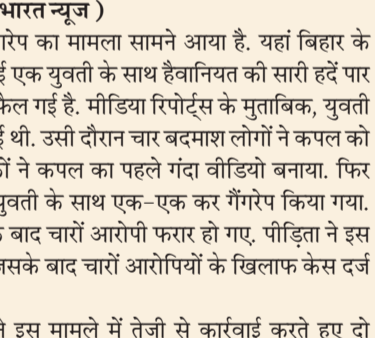 भारत न्यूज )
का मामला सामने आया है. यहां बिहार के
एक युवती के साथ हैवानियत की सारी हदें पार
फैल गई है. मीडिया रिपोर्ट्स के मुताबिक, युवती
थी. उसी दौरान चार बदमाश लोगों ने कपल को
ने कपल का पहले गंदा वीडियो बनाया. फिर
युवती के साथ एक-एक कर गैंगरेप किया गया.
बाद चारों आरोपी फरार हो गए. पीड़िता ने इस
जिसके बाद चारों आरोपियों के खिलाफ केस दर्ज
इस मामले में तेजी से कार्रवाई करते हुए दो